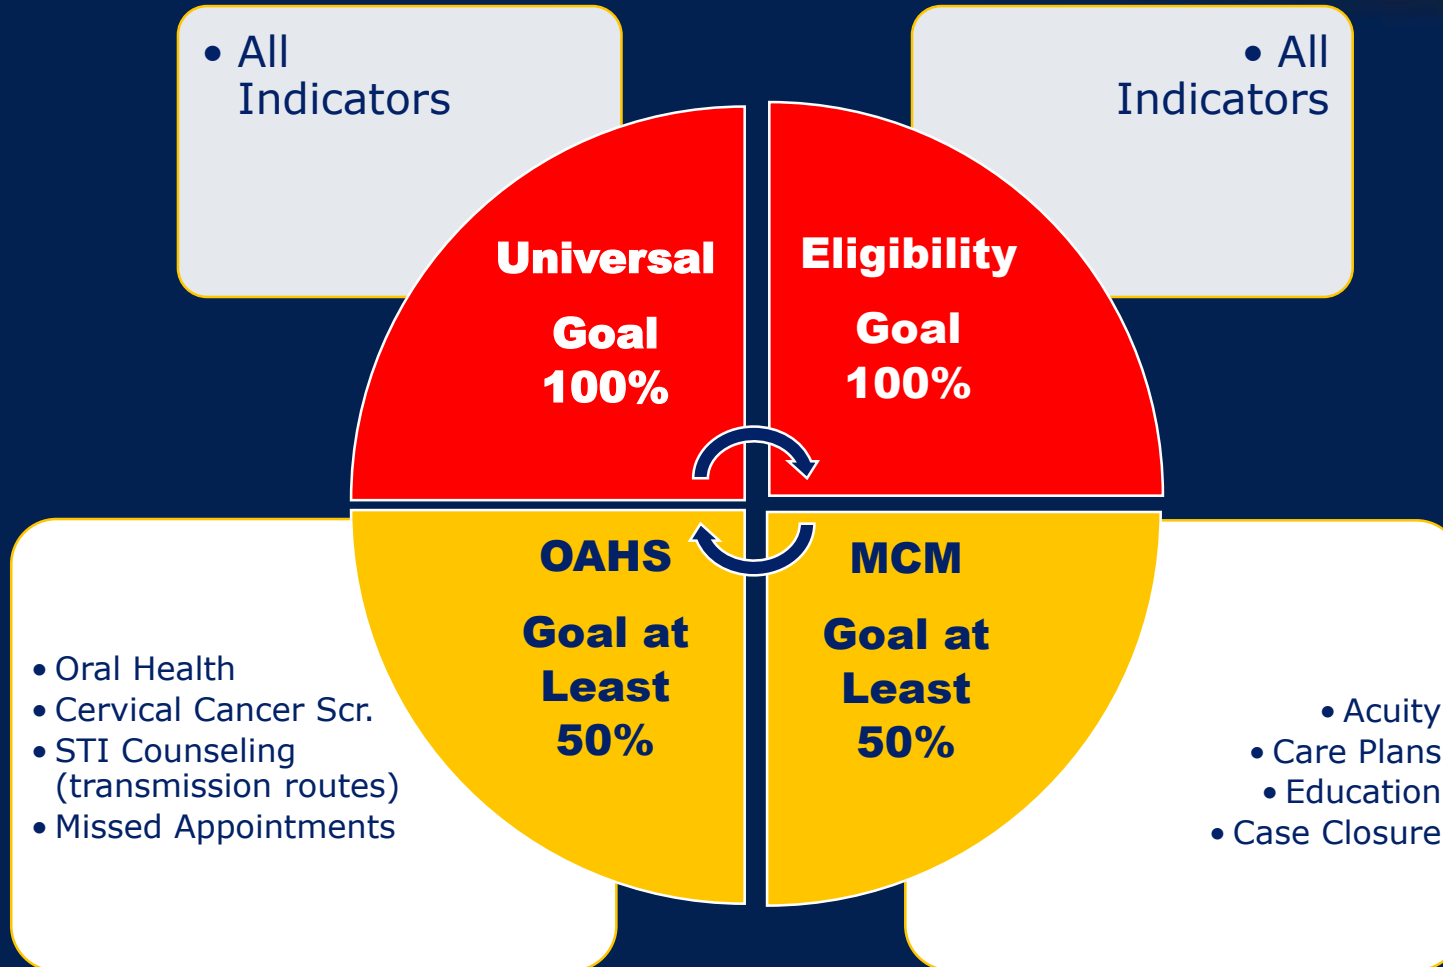 • All
Indicators
• All
Indicators
Universal
Goal
100%
Eligibility
Goal
100%
OAHS
Goal at
Least
50%
MCM
Goal at
Least
50%
• Oral Health
• Cervical Cancer Scr.
• STI Counseling
(transmission routes)
• Missed Appointments
• Acuity
• Care Plans
• Education
• Case Closure